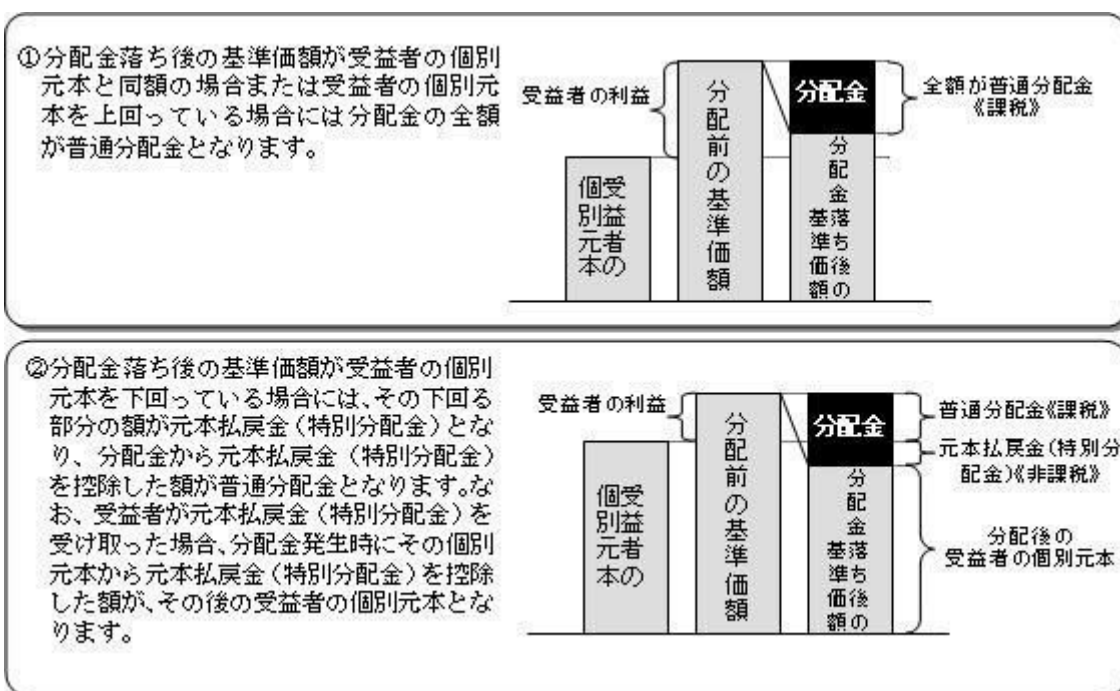 ①分配金落ち後の基準価額が受益者の個別
元本と同額の場合または受益者の個別元
本を上回っている場合には分配金の全額
が普通分配金となります。
受益者の利益
受益者の
個別元本
分配前の基準価額
分配金
分配金落ち後の
基準価額
全額が普通分配金
《課税》
②分配金落ち後の基準価額が受益者の個別
元本を下回っている場合には、その下回る
部分の額が元本払戻金(特別分配金)とな
り、分配金から元本払戻金(特別分配金)
を控除した額が普通分配金となります。な
お、受益者が元本払戻金(特別分配金)を
受け取った場合、分配金発生時にその個別
元本から元本払戻金(特別分配金)を控除
した額が、その後の受益者の個別元本とな
ります。
受益者の利益
受益者の
個別元本
分配前の基準価額
分配金
分配金落ち後の
基準価額
普通分配金《課税》
元本払戻金(特別分
配金)《非課税》
分配後の
受益者の個別元本